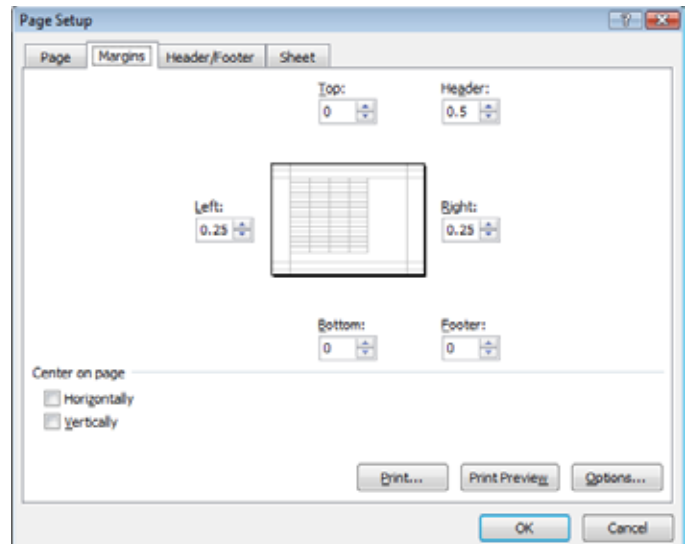 Page Setup
Page Margins Header/Footer Sheet
Top: Header:
0 0.5
Left: Right:
0.25 0.25
Bottom: Footer:
0 0
Center on page
Horizontally
Vertically
Print... Print Preview Options...
OK Cancel